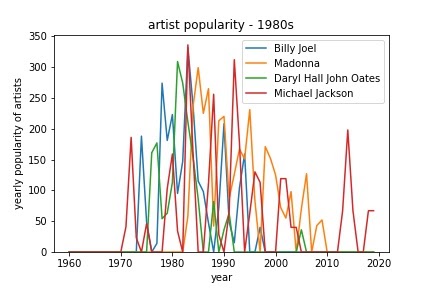 artist popularity - 1980s
350
300
250
200
150
100
50
0
yearly popularity of artists
Billy Joel
Madonna
Daryl Hall John Oates
Michael Jackson
1960 1970 1980 1990 2000 2010 2020
year